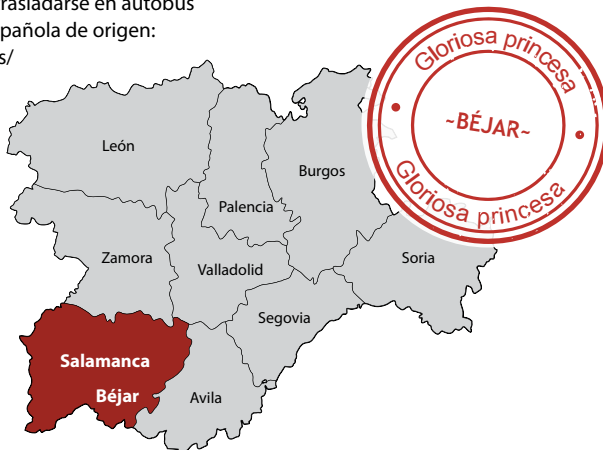 trasladarse en autobús
pañola de origen:
s/
Gloriosa princesa
~BÉJAR~
Gloriosa princesa
León
Burgos
Palencia
Zamora
Valladolid
Soria
Segovia
Salamanca
Béjar
Avila